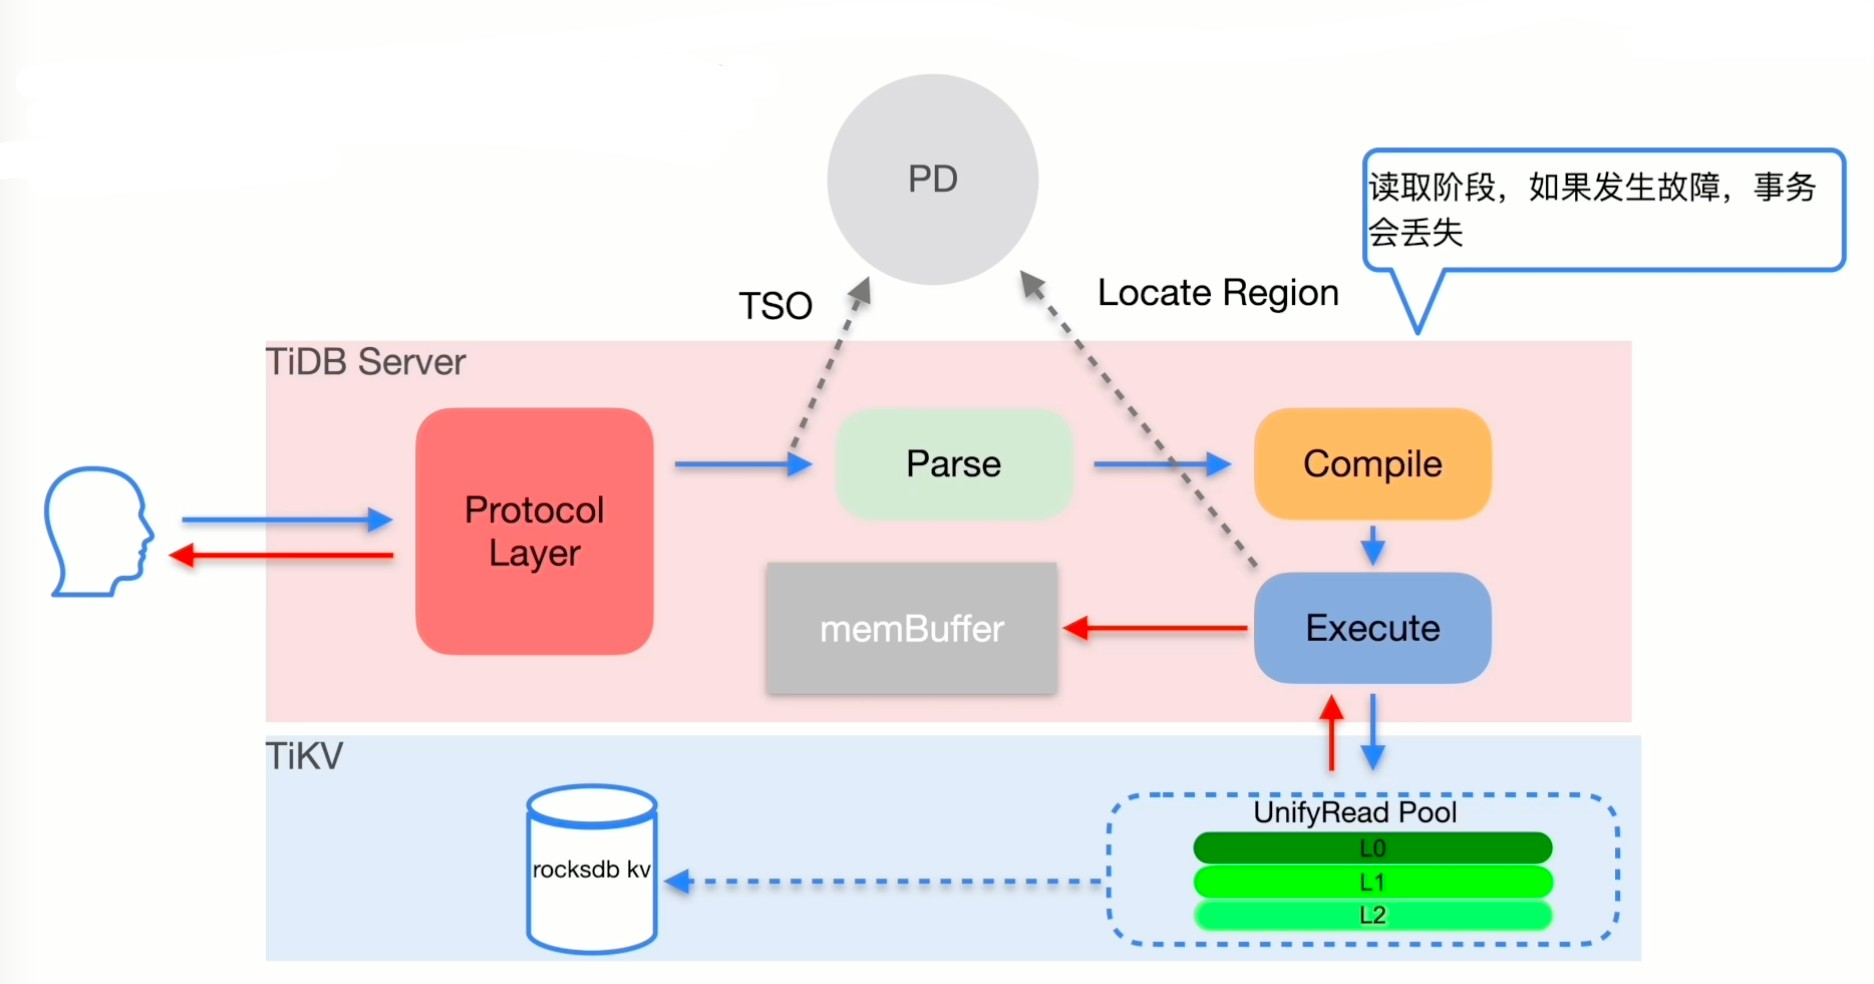 PD
读取阶段，如果发生故障，事务
会丢失
TSO
Locate Region
TiDB Server
Protocol
Layer
Parse
Compile
memBuffer
Execute
TiKV
rocksdb kv
UnifyRead Pool
L0
L1
L2